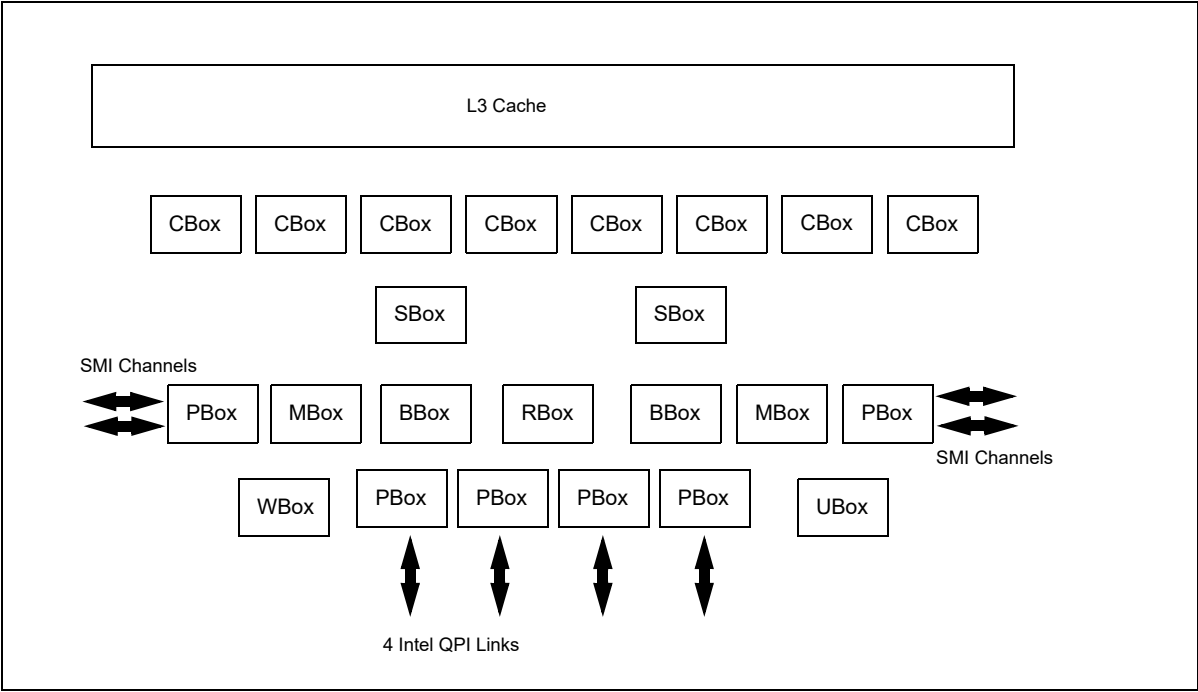 L3 Cache
CBox CBox CBox CBox CBox CBox CBox CBox
SBox SBox
SMI Channels
PBox MBox BBox RBox BBox MBox PBox
SMI Channels
WBox PBox PBox PBox PBox UBox
4 Intel QPI Links